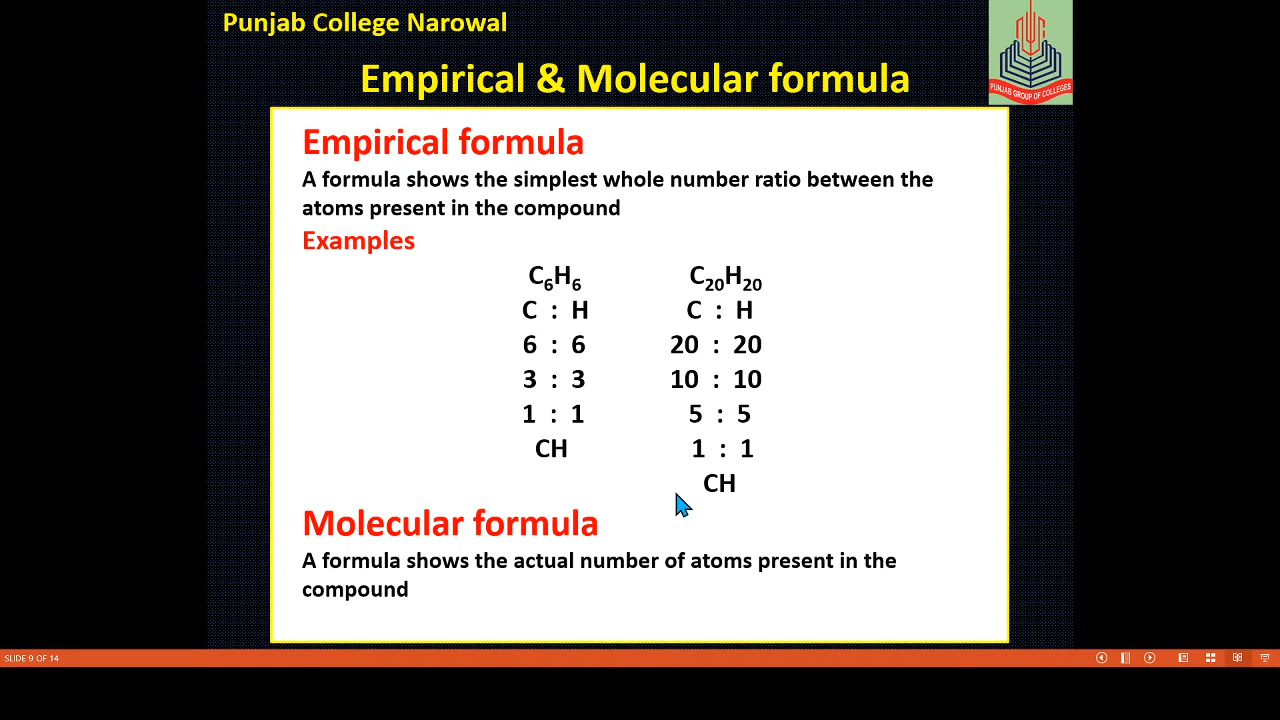 Punjab College Narowal
PUNJAB GROUP OF COLLEGES
Empirical & Molecular formula
Empirical formula
A formula shows the simplest whole number ratio between the
atoms present in the compound
Examples
C₆H₆ C₂₀H₂₀
C : H C : H
6 : 6 20 : 20
3 : 3 10 : 10
1 : 1 5 : 5
CH 1 : 1
CH
Molecular formula
A formula shows the actual number of atoms present in the
compound
SLIDE 9 OF 14